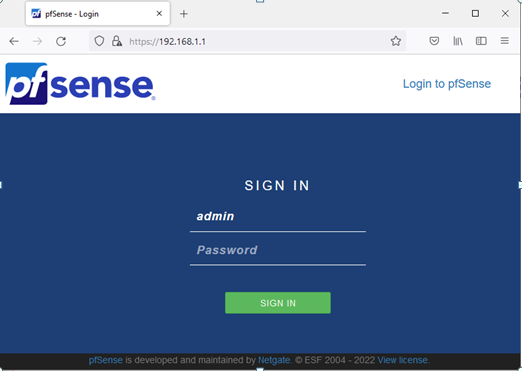 pfSense - Login
https://192.168.1.1
pfsense
Login to pfSense
SIGN IN
admin
Password
SIGN IN
pfSense is developed and maintained by Netgate. © ESF 2004 - 2022 View license.